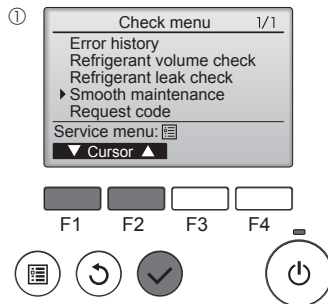 ①
Check menu 1/1
Error history
Refrigerant volume check
Refrigerant leak check
Smooth maintenance
Request code
Service menu:
▼ Cursor ▲
F1 F2 F3 F4